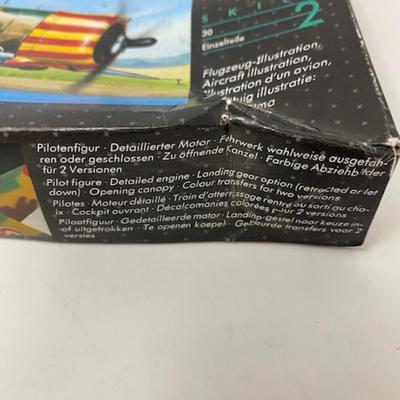 SKILL
2
30
Einzelteile
Flugzeug-Illustration,
Aircraft illustration,
Illustration d'un avion,
illustratie:
Pilotenfigur · Detaillierter Motor · Fahrwerk wahlweise ausgefah-
ren oder geschlossen · Zu öffnende Kanzel · Farbige Abziehbilder
für 2 Versionen
Pilot figure · Detailed engine · Landing gear option (retracted or let
down) · Opening canopy · Colour transfers for two versions
Pilotes · Moteur détaillé · Train d'atterrissage rentré ou sorti au cho-
ix · Cockpit ouvrant · Décalcomanies colorées pour 2 versions
Pilootfiguur · Gedetailleerde motor · Landing-gestel naar keuze in-
of uitgetrokken · Te openen koepel · Gekleurde transfers voor 2
versies